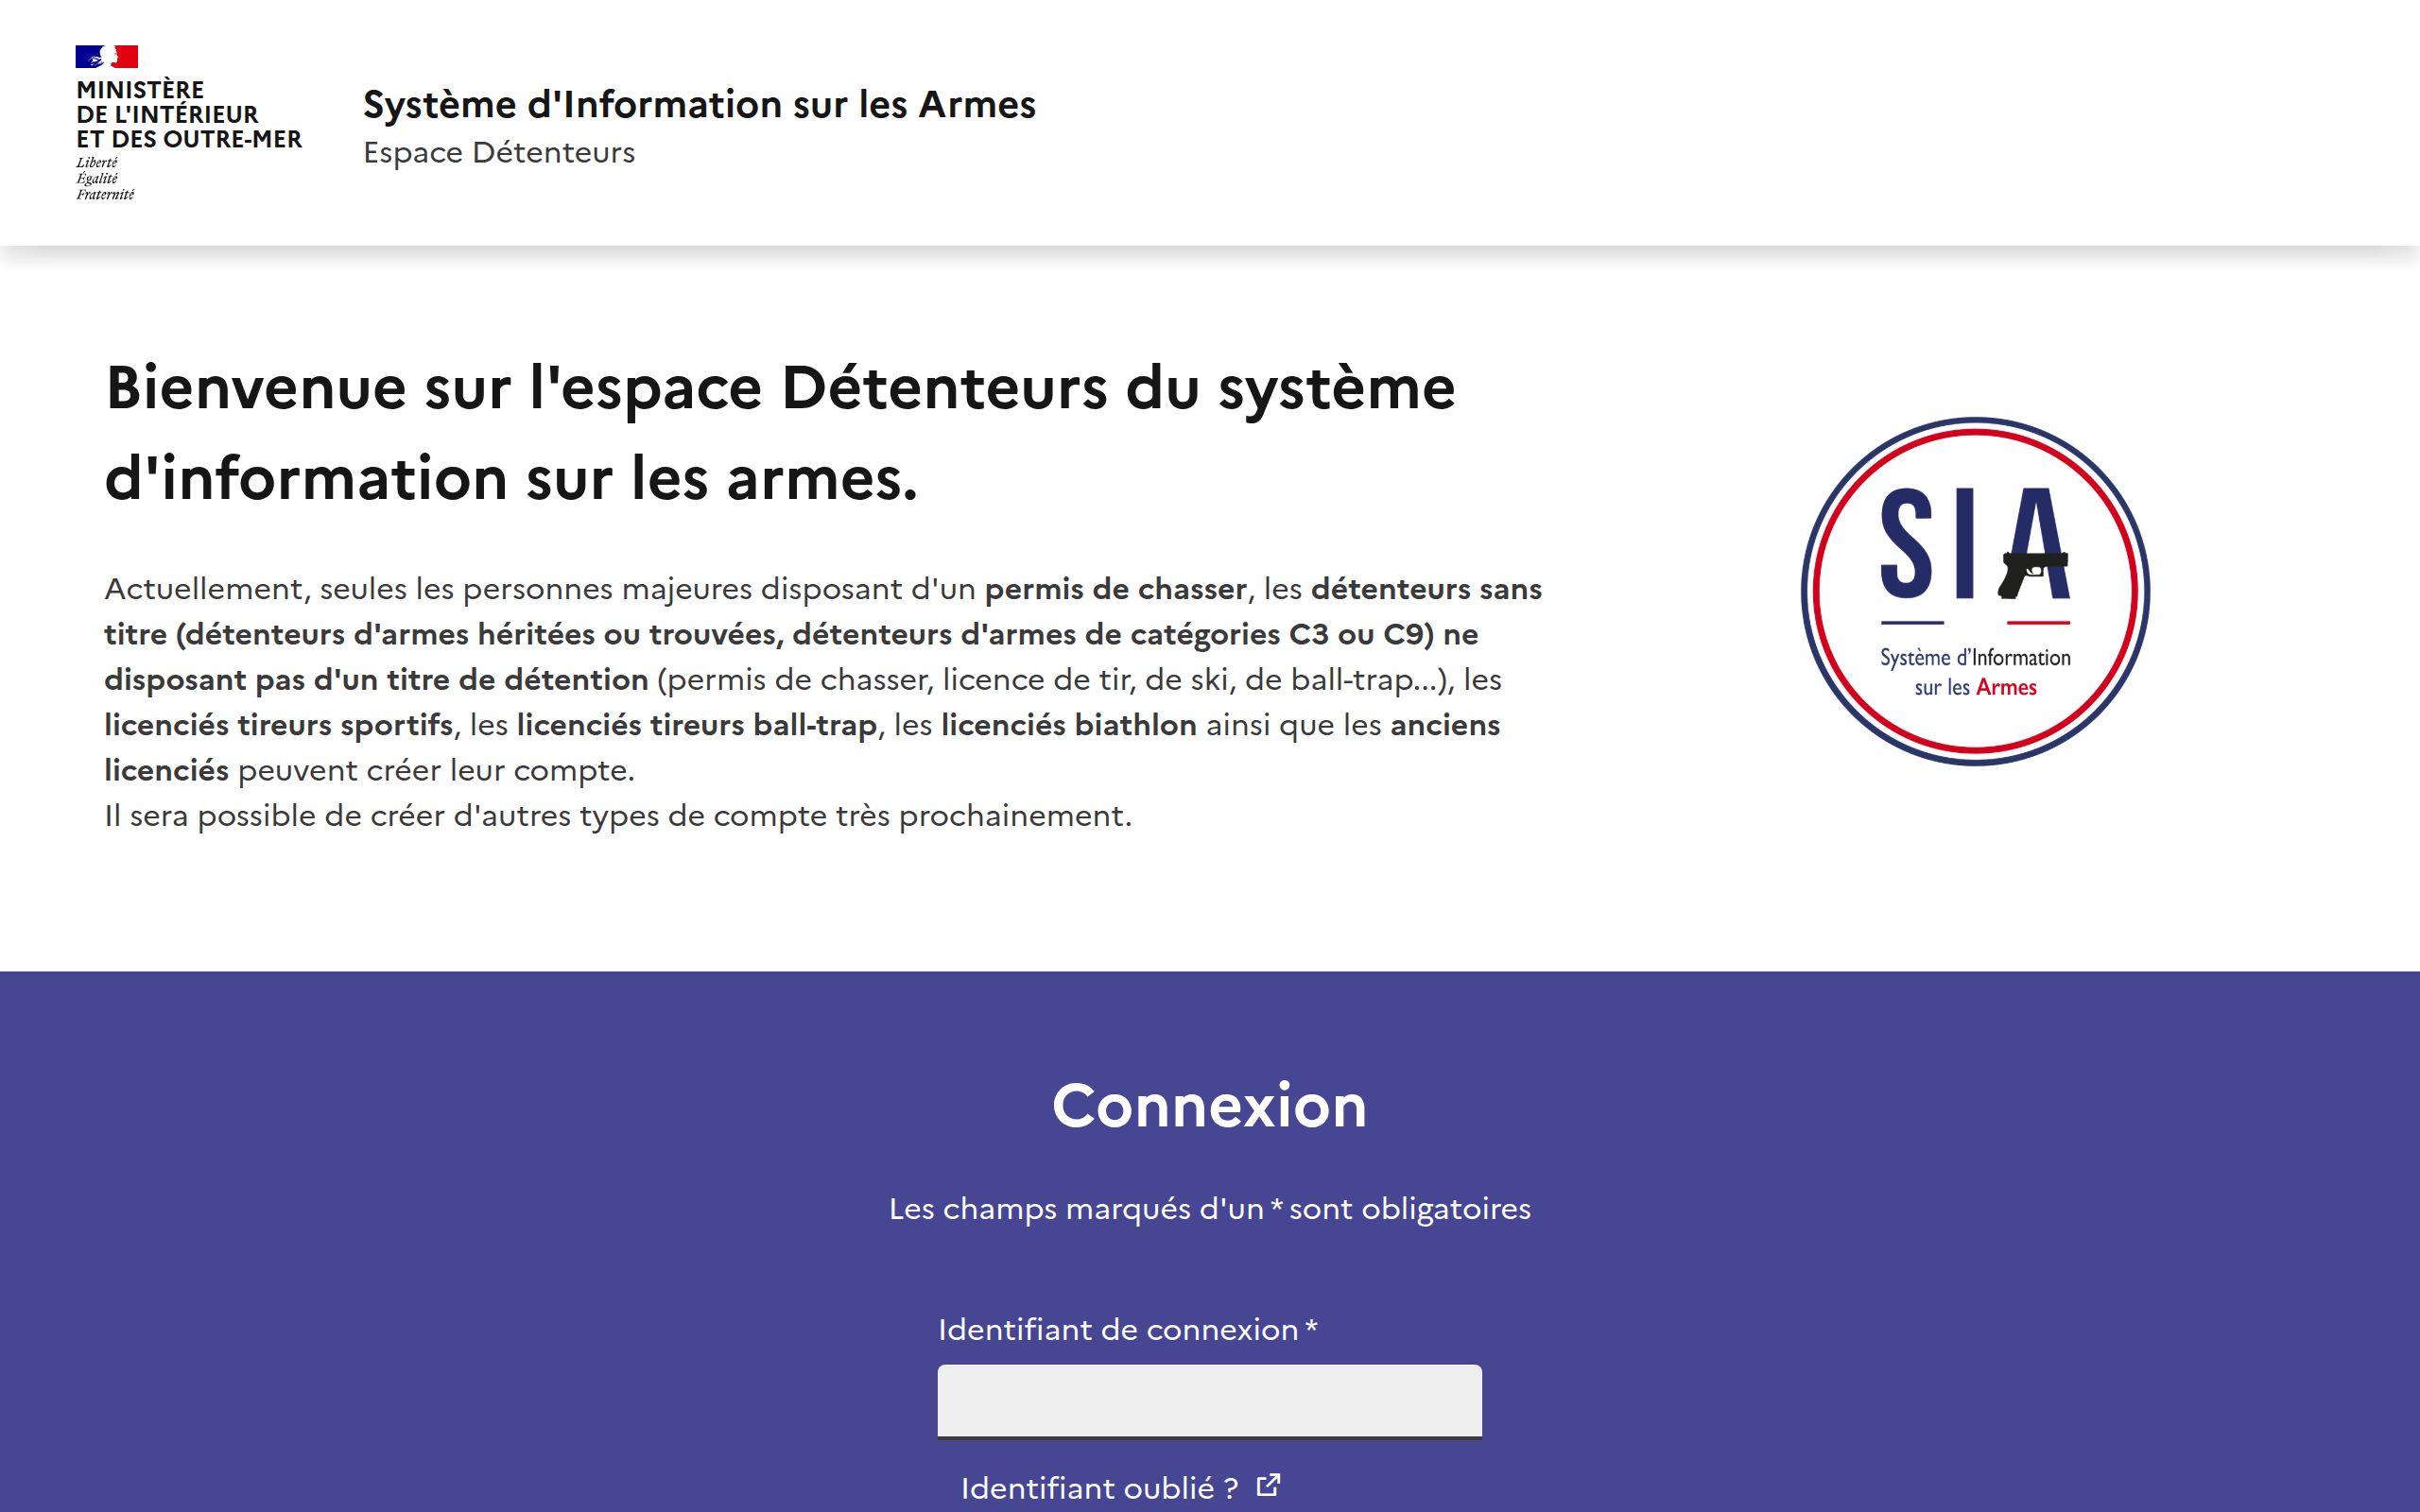 MINISTÈRE
DE L'INTÉRIEUR
ET DES OUTRE-MER
Liberté
Égalité
Fraternité
Système d'Information sur les Armes
Espace Détenteurs
Bienvenue sur l'espace Détenteurs du système
d'information sur les armes.
Actuellement, seules les personnes majeures disposant d'un permis de chasser, les détenteurs sans
titre (détenteurs d'armes héritées ou trouvées, détenteurs d'armes de catégories C3 ou C9) ne
disposant pas d'un titre de détention (permis de chasser, licence de tir, de ski, de ball-trap...), les
licenciés tireurs sportifs, les licenciés tireurs ball-trap, les licenciés biathlon ainsi que les anciens
licenciés peuvent créer leur compte.
Il sera possible de créer d'autres types de compte très prochainement.
SIA
Système d'Information
sur les Armes
Connexion
Les champs marqués d'un * sont obligatoires
Identifiant de connexion *
Identifiant oublié ?